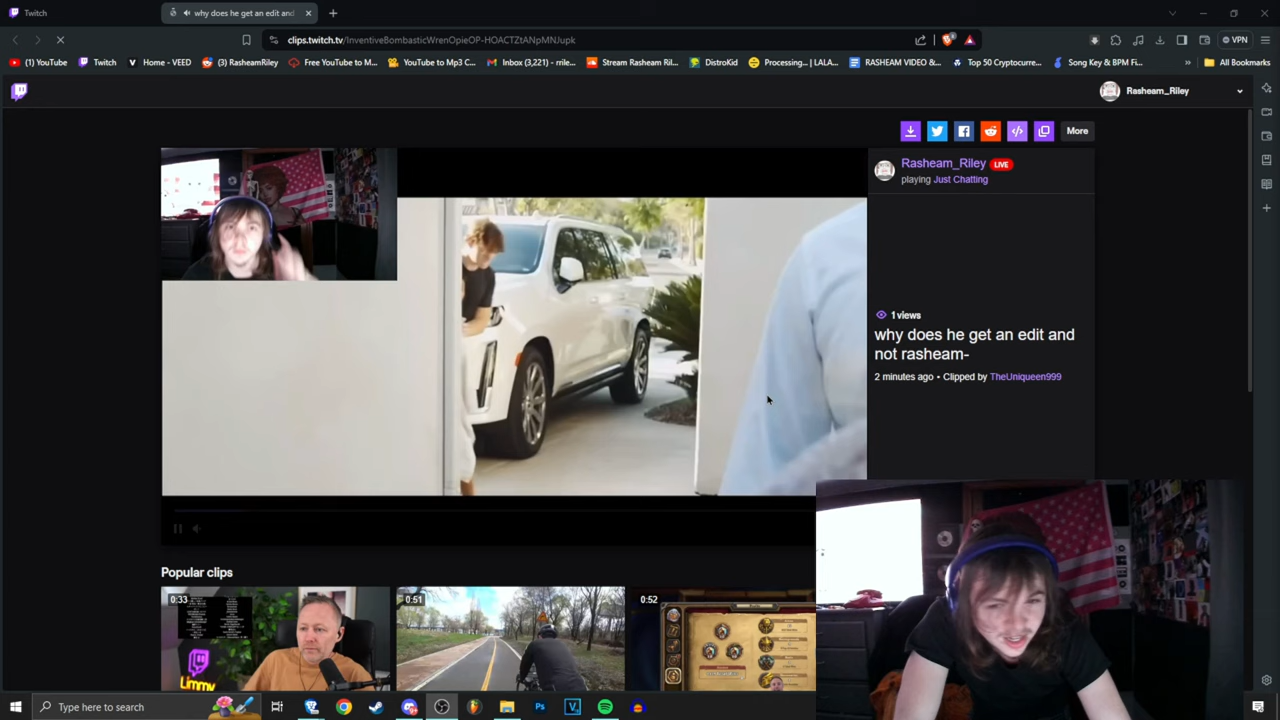 Twitch
why does he get an edit and
clips.twitch.tv/InventiveBombasticWrenOpieOP-HOACTZtANpMNJupk
VPN
(1) YouTube
Twitch
Home - VEED
(3) RasheamRiley
Free YouTube to M...
YouTube to Mp3 C...
Inbox (3,221) - rrile...
Stream Rasheam Ril...
DistroKid
Processing... | LALA...
RASHEAM VIDEO &...
Top 50 Cryptocurre...
Song Key & BPM Fi...
All Bookmarks
Rasheam_Riley
More
Rasheam_Riley LIVE
playing Just Chatting
1 views
why does he get an edit and
not rasheam-
2 minutes ago • Clipped by TheUniqueen999
Popular clips
0:33
0:51
0:52
Limmy
Type here to search